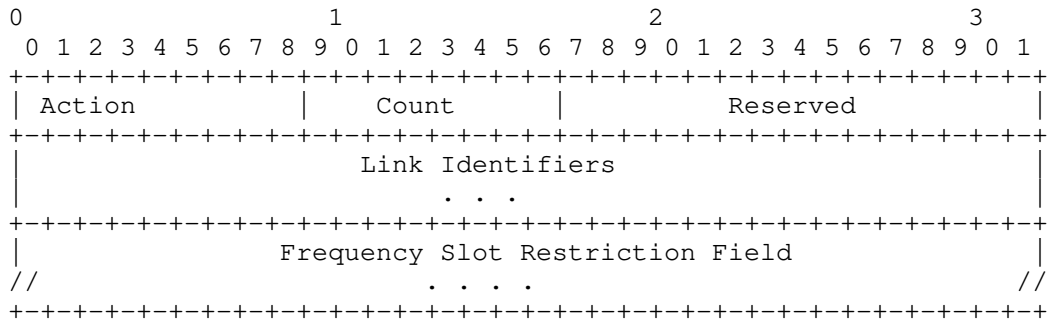 0                   1                   2                   3
 0 1 2 3 4 5 6 7 8 9 0 1 2 3 4 5 6 7 8 9 0 1 2 3 4 5 6 7 8 9 0 1
+-+-+-+-+-+-+-+-+-+-+-+-+-+-+-+-+-+-+-+-+-+-+-+-+-+-+-+-+-+-+-+-+
| Action          |    Count      |          Reserved           |
+-+-+-+-+-+-+-+-+-+-+-+-+-+-+-+-+-+-+-+-+-+-+-+-+-+-+-+-+-+-+-+-+
|                     Link Identifiers                          |
|                          . . .                                |
+-+-+-+-+-+-+-+-+-+-+-+-+-+-+-+-+-+-+-+-+-+-+-+-+-+-+-+-+-+-+-+-+
|                Frequency Slot Restriction Field               |
//                        . . . .                              //
+-+-+-+-+-+-+-+-+-+-+-+-+-+-+-+-+-+-+-+-+-+-+-+-+-+-+-+-+-+-+-+-+